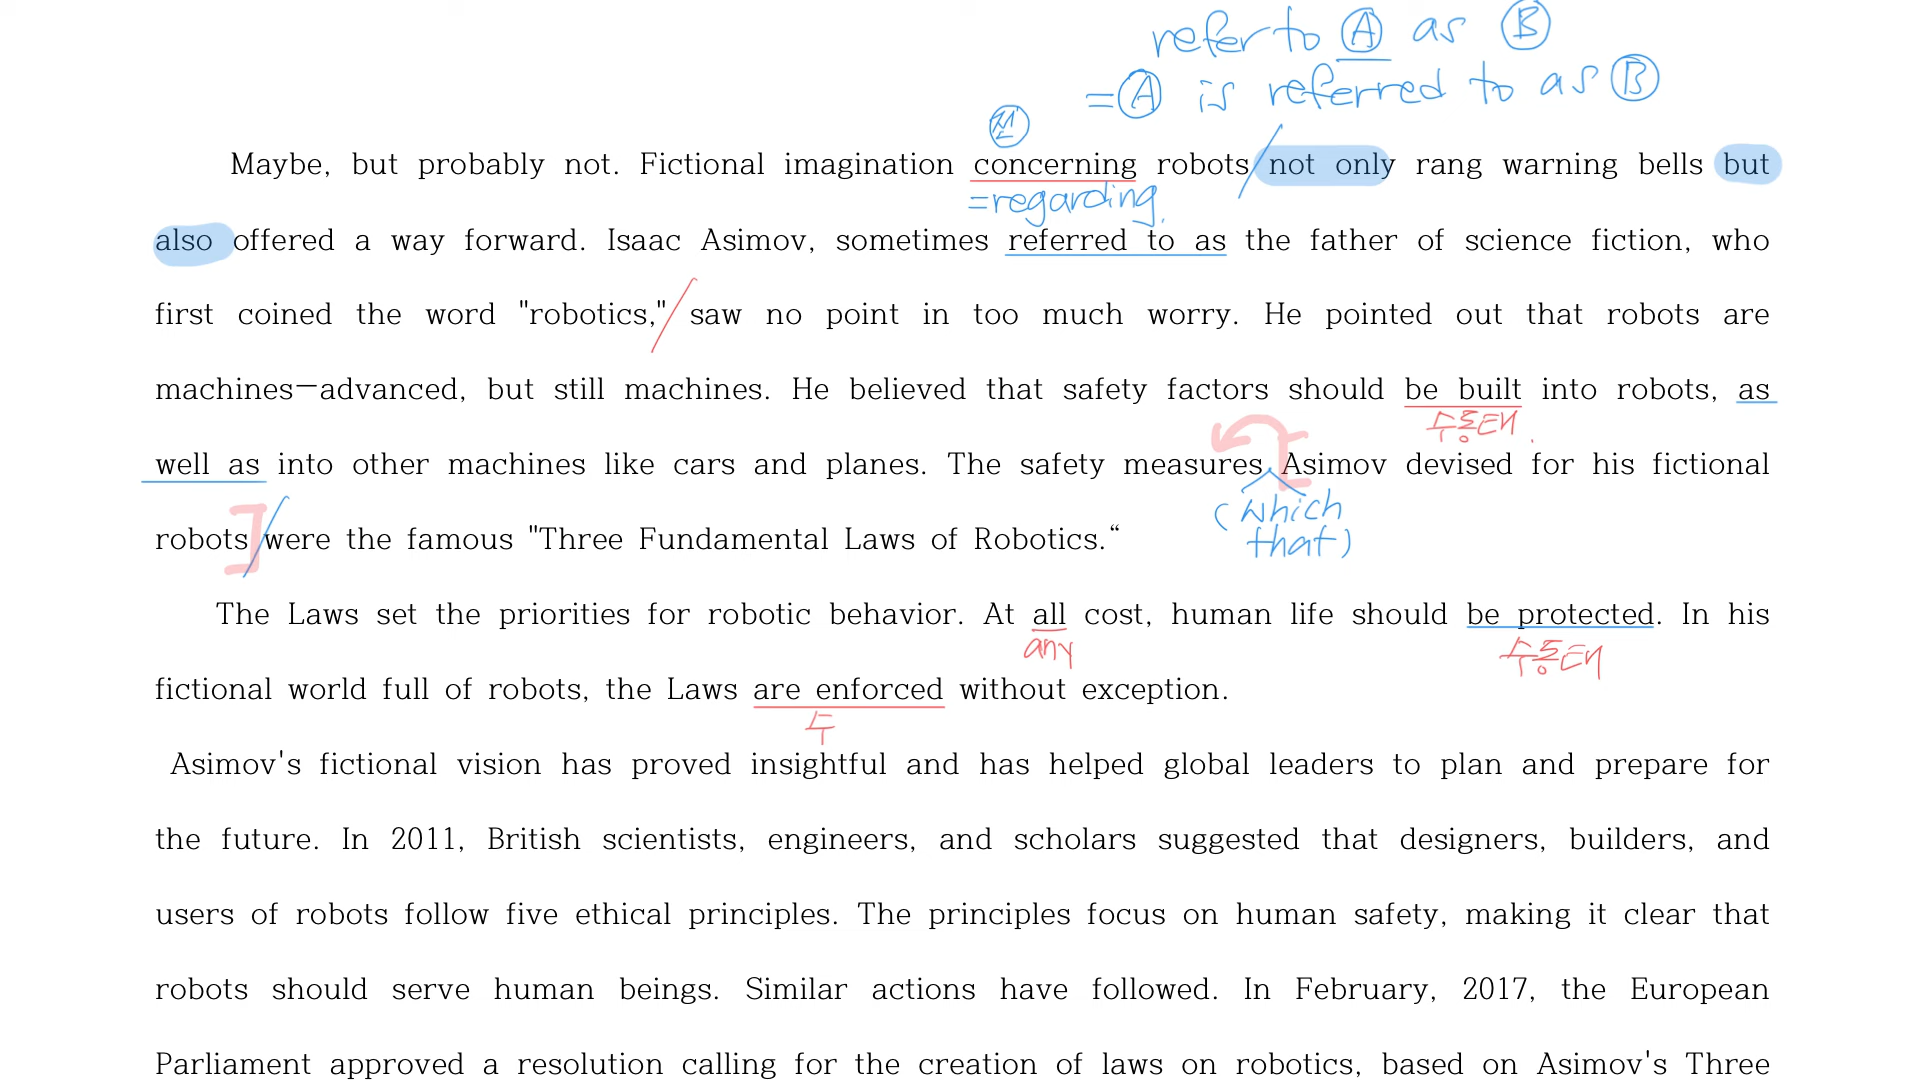 refer to Ⓐ as Ⓑ
=Ⓐ is referred to as Ⓑ
전
Maybe, but probably not. Fictional imagination concerning robots not only rang warning bells but
=regarding.
also offered a way forward. Isaac Asimov, sometimes referred to as the father of science fiction, who
first coined the word "robotics," saw no point in too much worry. He pointed out that robots are
machines—advanced, but still machines. He believed that safety factors should be built into robots, as
수동태.
well as into other machines like cars and planes. The safety measures Asimov devised for his fictional
(which
robots were the famous "Three Fundamental Laws of Robotics.“
that)
The Laws set the priorities for robotic behavior. At all cost, human life should be protected. In his
any 수동태
fictional world full of robots, the Laws are enforced without exception.
수
Asimov's fictional vision has proved insightful and has helped global leaders to plan and prepare for
the future. In 2011, British scientists, engineers, and scholars suggested that designers, builders, and
users of robots follow five ethical principles. The principles focus on human safety, making it clear that
robots should serve human beings. Similar actions have followed. In February, 2017, the European
Parliament approved a resolution calling for the creation of laws on robotics, based on Asimov's Three